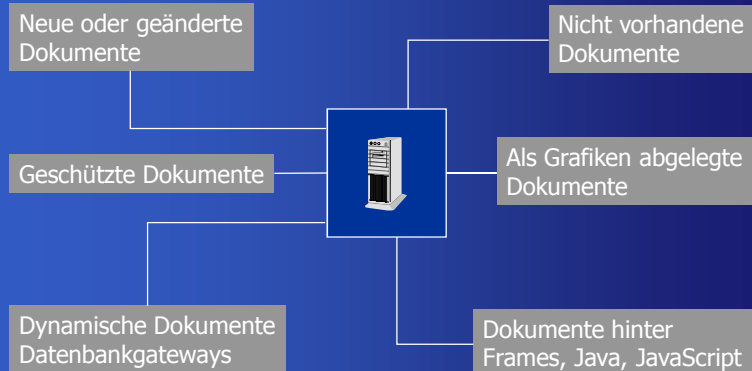 Neue oder geänderte
Dokumente
Nicht vorhandene
Dokumente
Geschützte Dokumente
Als Grafiken abgelegte
Dokumente
Dynamische Dokumente
Datenbankgateways
Dokumente hinter
Frames, Java, JavaScript